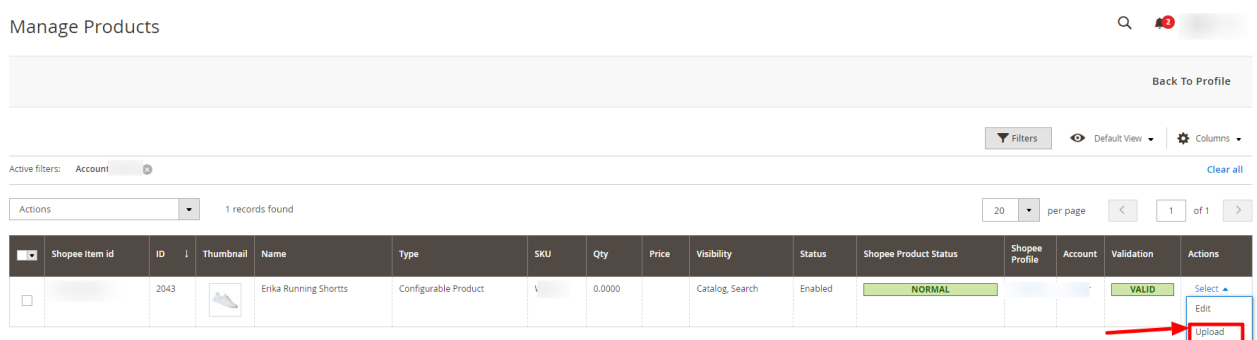 Manage Products
2
Back To Profile
Filters
Default View
Columns
Active filters: Account
Clear all
Actions
1 records found
20
per page
1
of 1
Shopee Item id
ID
Thumbnail
Name
Type
SKU
Qty
Price
Visibility
Status
Shopee Product Status
Shopee
Profile
Account
Validation
Actions
2043
Erika Running Shortts
Configurable Product
0.0000
Catalog, Search
Enabled
NORMAL
VALID
Select
Edit
Upload